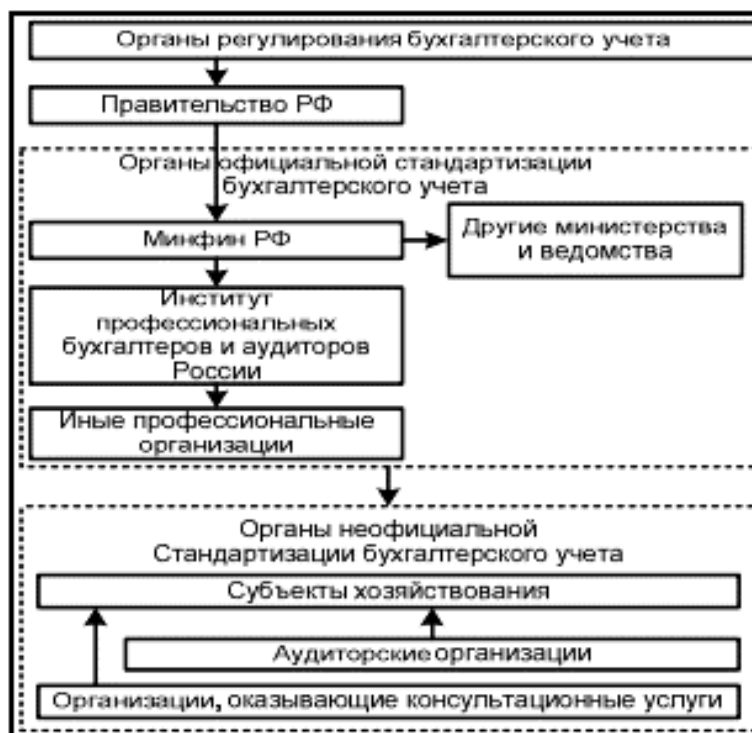 Органы регулирования бухгалтерского учета
Правительство РФ
Органы официальной стандартизации
бухгалтерского учета
Минфин РФ
Другие министерства
и ведомства
Институт
профессиональных
бухгалтеров и аудиторов
России
Иные профессиональные
организации
Органы неофициальной
Стандартизации бухгалтерского учета
Субъекты хозяйствования
Аудиторские организации
Организации, оказывающие консультационные услуги